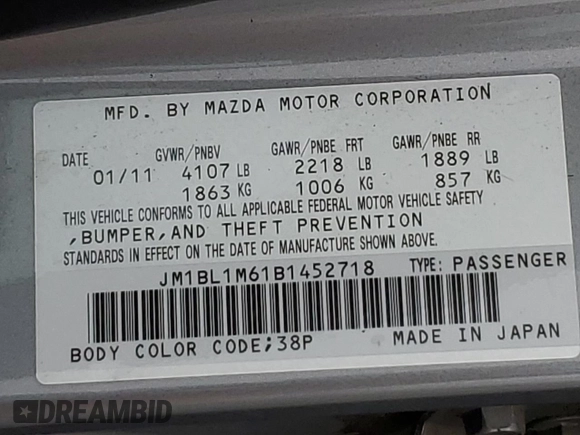 MFD. BY MAZDA MOTOR CORPORATION
DATE GVWR/PNBV GAWR/PNBE FRT GAWR/PNBE RR
01/11 4107 LB 2218 LB 1889 LB
1863 KG 1006 KG 857 KG
THIS VEHICLE CONFORMS TO ALL APPLICABLE FEDERAL MOTOR VEHICLE SAFETY
,BUMPER,AND THEFT PREVENTION
STANDARDS IN EFFECT ON THE DATE OF MANUFACTURE SHOWN ABOVE.
JM1BL1M61B1452718 TYPE: PASSENGER
BODY COLOR CODE;38P MADE IN JAPAN
DREAMBID